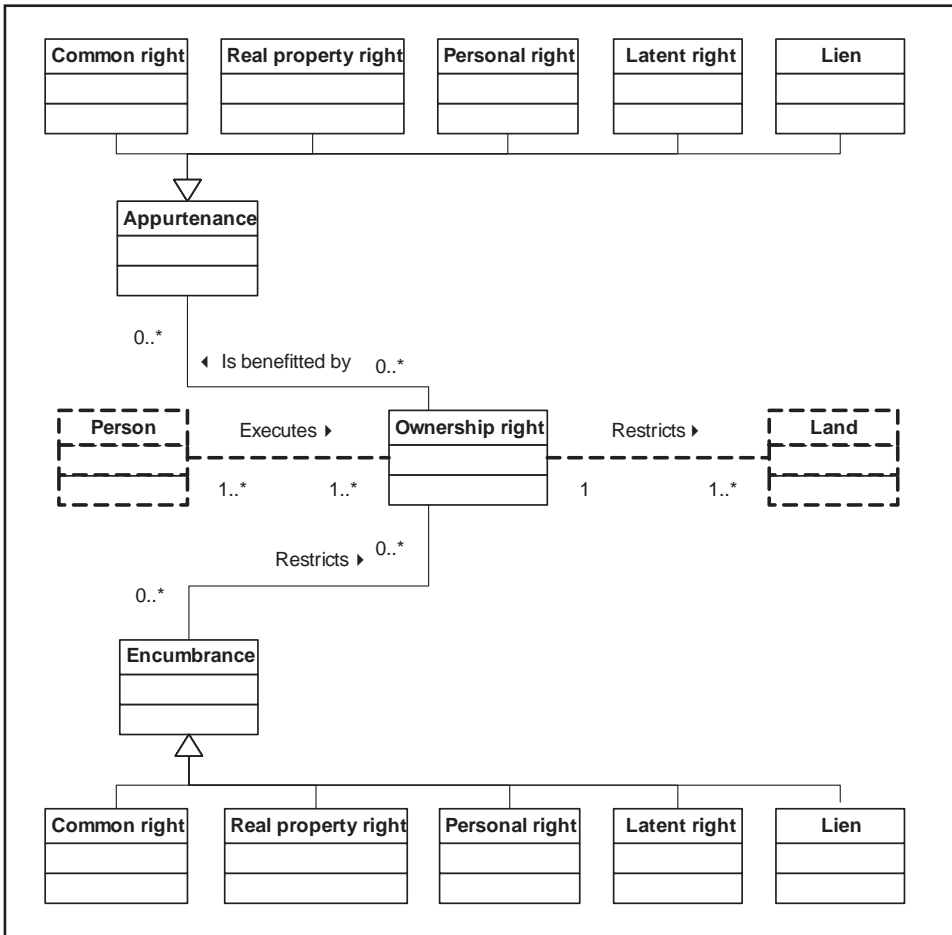 Common right Real property right Personal right Latent right Lien
Appurtenance
0..*
◂ Is benefitted by 0..*
Person Executes ▸ Ownership right Restricts ▸ Land
1..* 1..* 1 1..*
Restricts ▸ 0..*
0..*
Encumbrance
Common right Real property right Personal right Latent right Lien